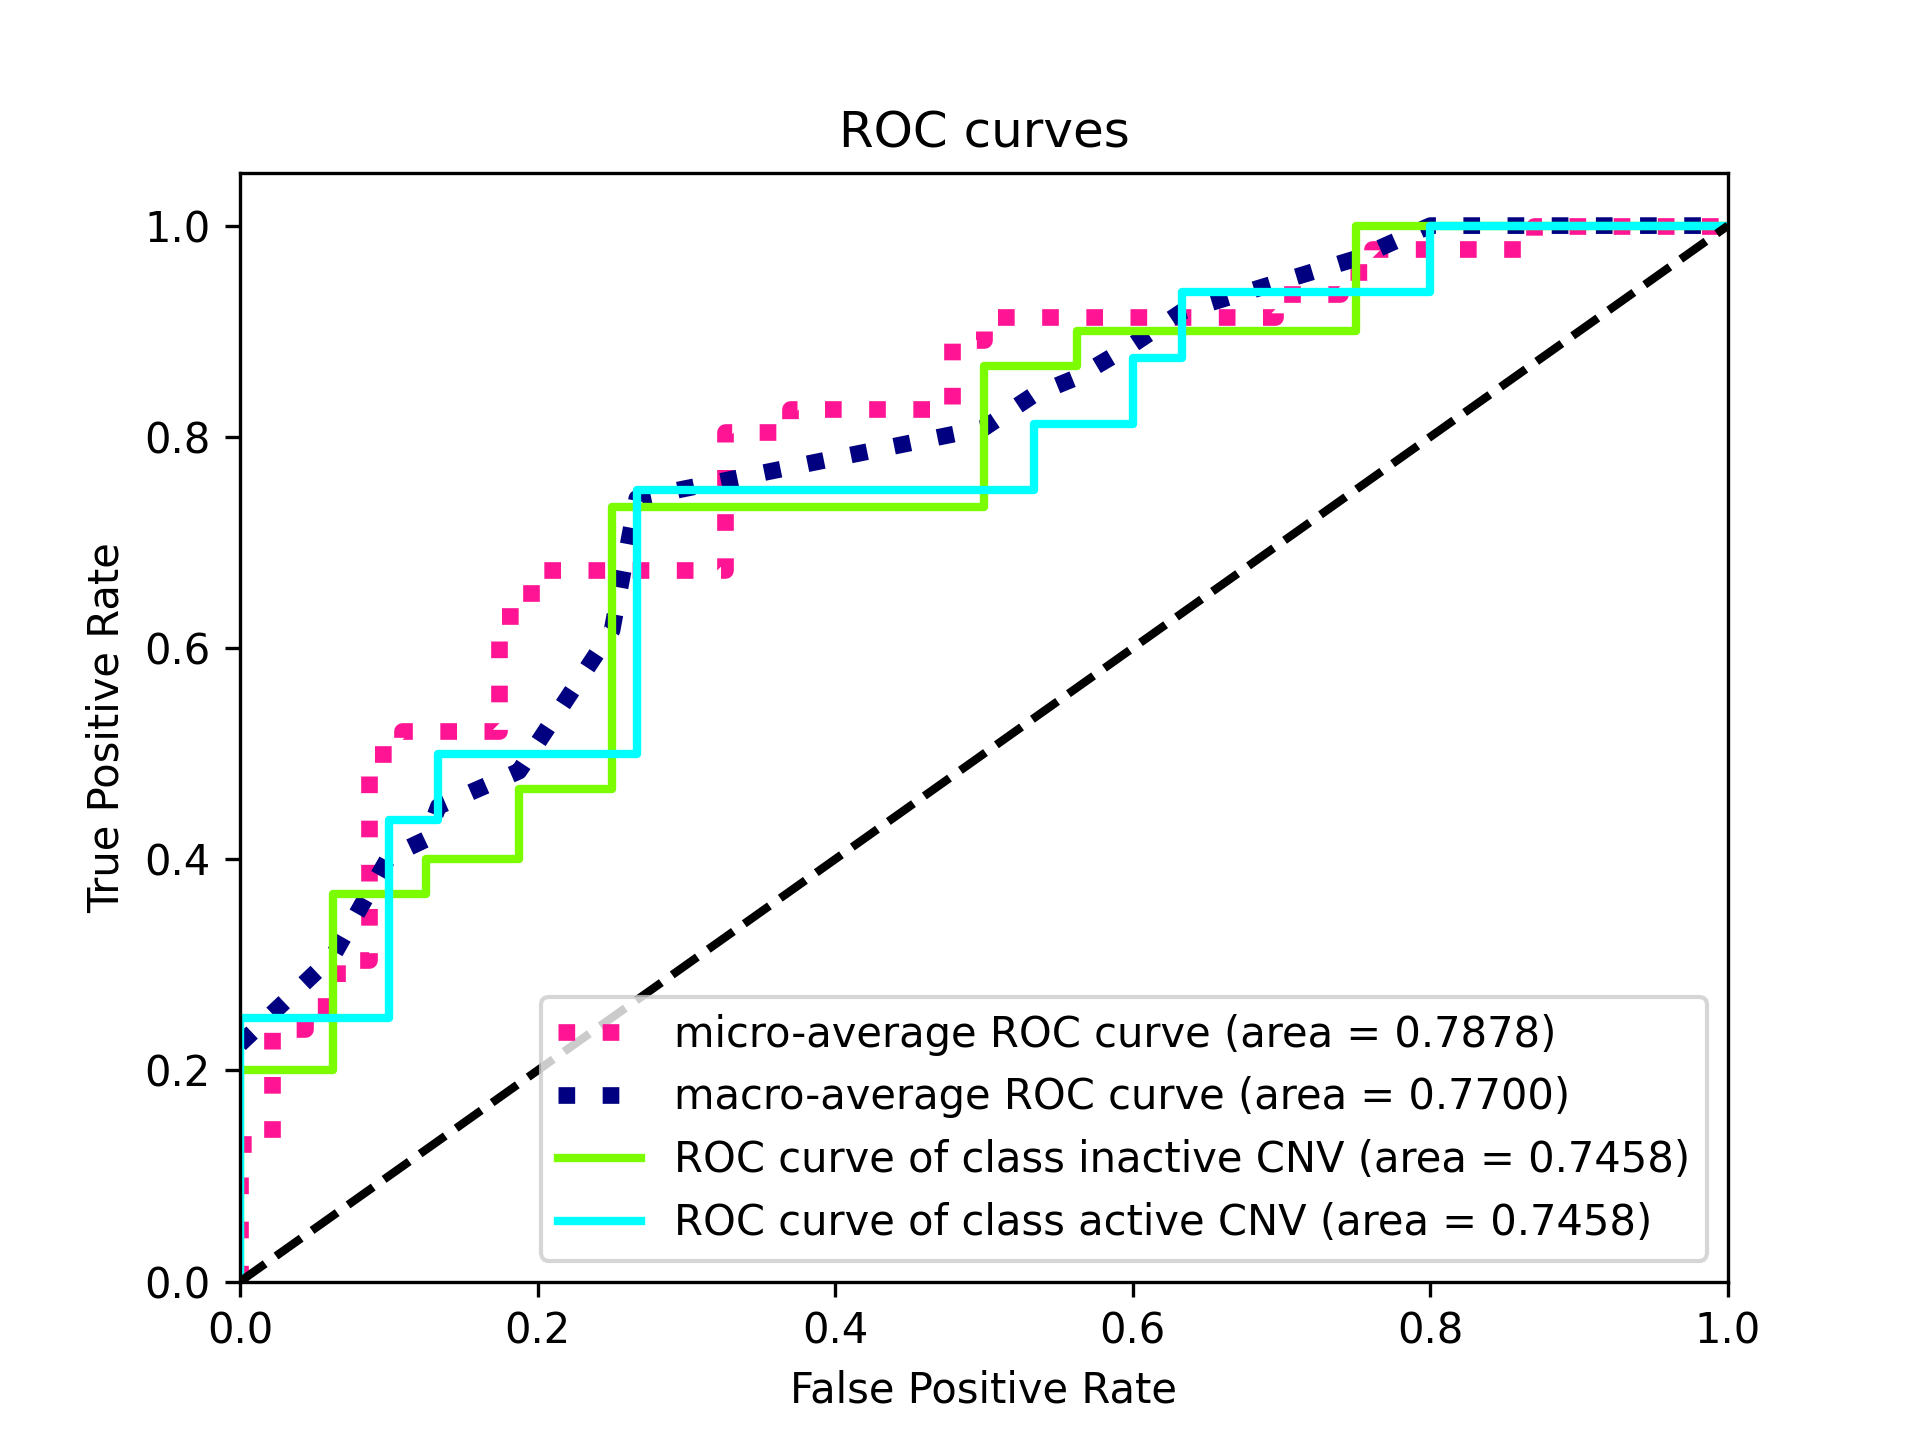 ROC curves
True Positive Rate
1.0
0.8
0.6
0.4
0.2
0.0
micro-average ROC curve (area = 0.7878)
macro-average ROC curve (area = 0.7700)
ROC curve of class inactive CNV (area = 0.7458)
ROC curve of class active CNV (area = 0.7458)
0.0 0.2 0.4 0.6 0.8 1.0
False Positive Rate